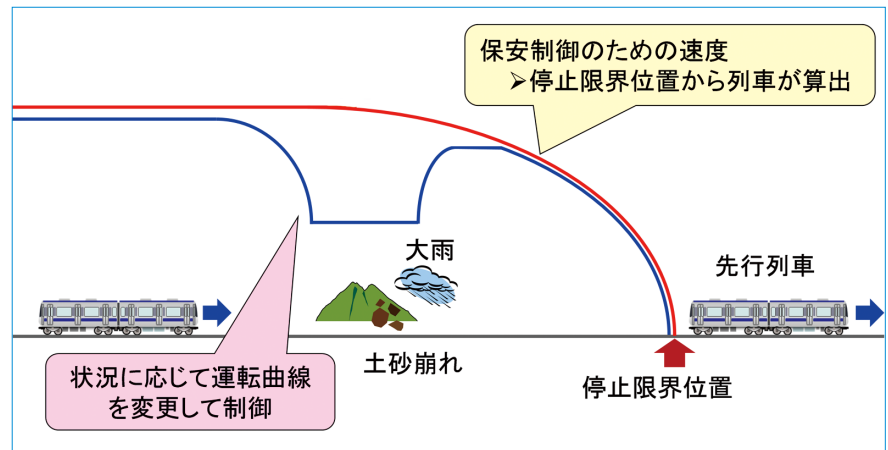 保安制御のための速度
➢停止限界位置から列車が算出
大雨
先行列車
土砂崩れ
停止限界位置
状況に応じて運転曲線
を変更して制御